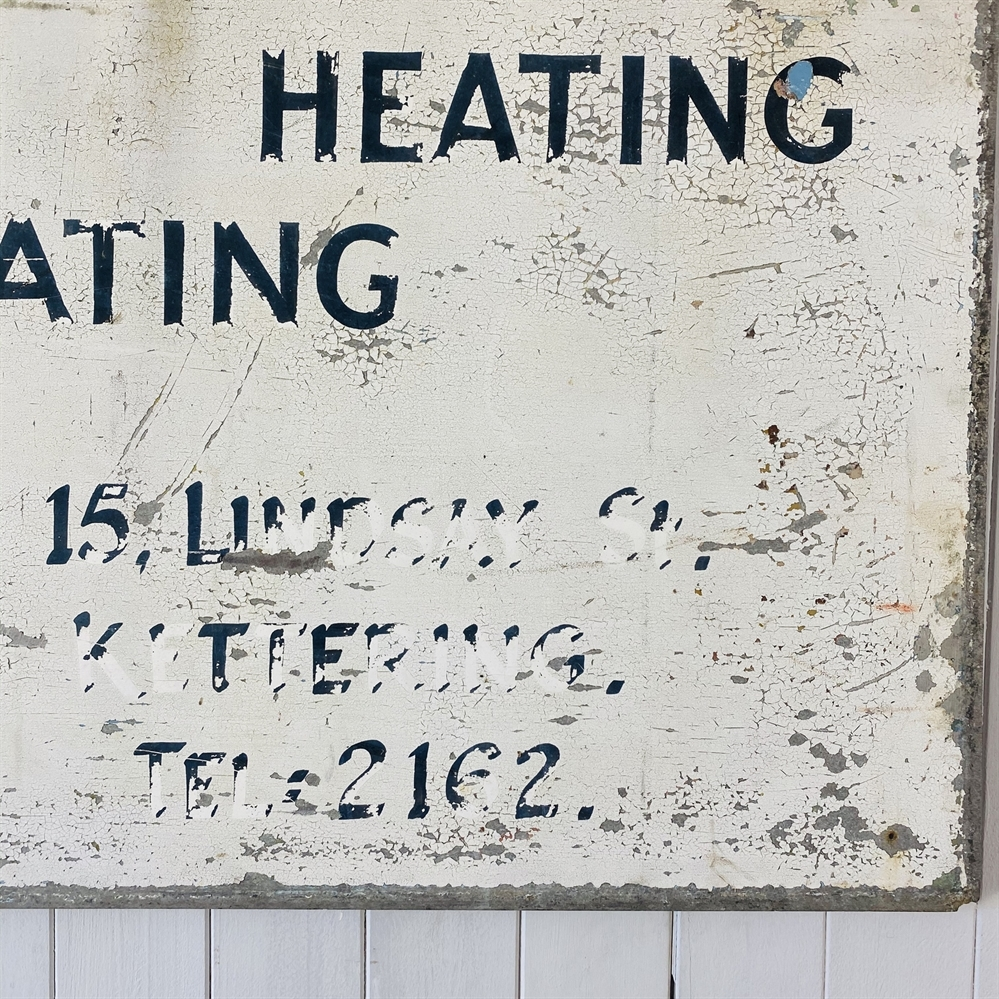 HEATING
ATING
15, LINDSAY St.
KETTERING.
TEL: 2162.